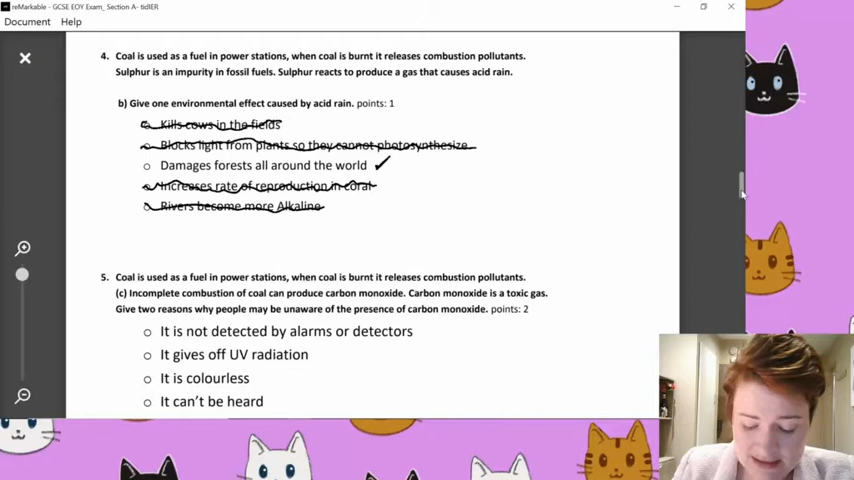 reMarkable - GCSE EOY Exam_ Section A- tidIER
Document Help
4. Coal is used as a fuel in power stations, when coal is burnt it releases combustion pollutants.
Sulphur is an impurity in fossil fuels. Sulphur reacts to produce a gas that causes acid rain.
b) Give one environmental effect caused by acid rain. points: 1
Kills cows in the fields
Blocks light from plants so they cannot photosynthesize
Damages forests all around the world
Increases rate of reproduction in coral
Rivers become more Alkaline
5. Coal is used as a fuel in power stations, when coal is burnt it releases combustion pollutants.
(c) Incomplete combustion of coal can produce carbon monoxide. Carbon monoxide is a toxic gas.
Give two reasons why people may be unaware of the presence of carbon monoxide. points: 2
It is not detected by alarms or detectors
It gives off UV radiation
It is colourless
It can't be heard